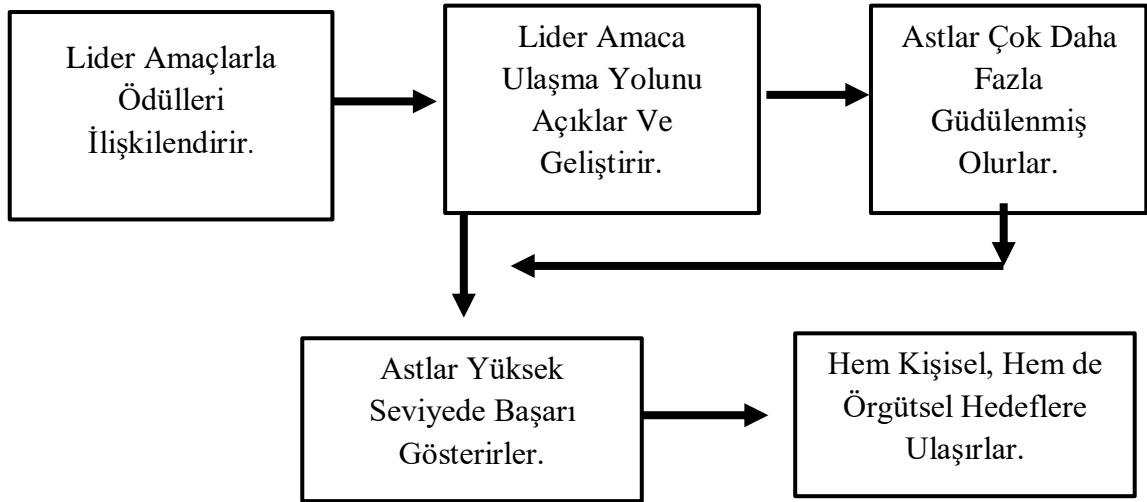 Lider Amaçlarla
Ödülleri
İlişkilendirir.
Lider Amaca
Ulaşma Yolunu
Açıklar Ve
Geliştirir.
Astlar Çok Daha
Fazla
Güdülenmiş
Olurlar.
Astlar Yüksek
Seviyede Başarı
Gösterirler.
Hem Kişisel, Hem de
Örgütsel Hedeflere
Ulaşırlar.